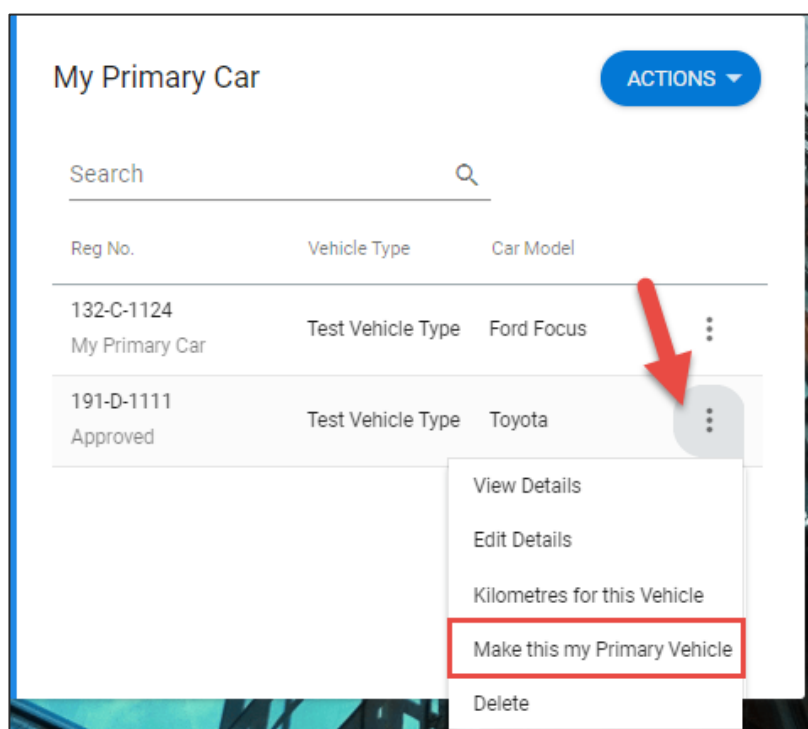 My Primary Car
ACTIONS
Search
Reg No. Vehicle Type Car Model
132-C-1124
My Primary Car
Test Vehicle Type Ford Focus
191-D-1111
Approved
Test Vehicle Type Toyota
View Details
Edit Details
Kilometres for this Vehicle
Make this my Primary Vehicle
Delete